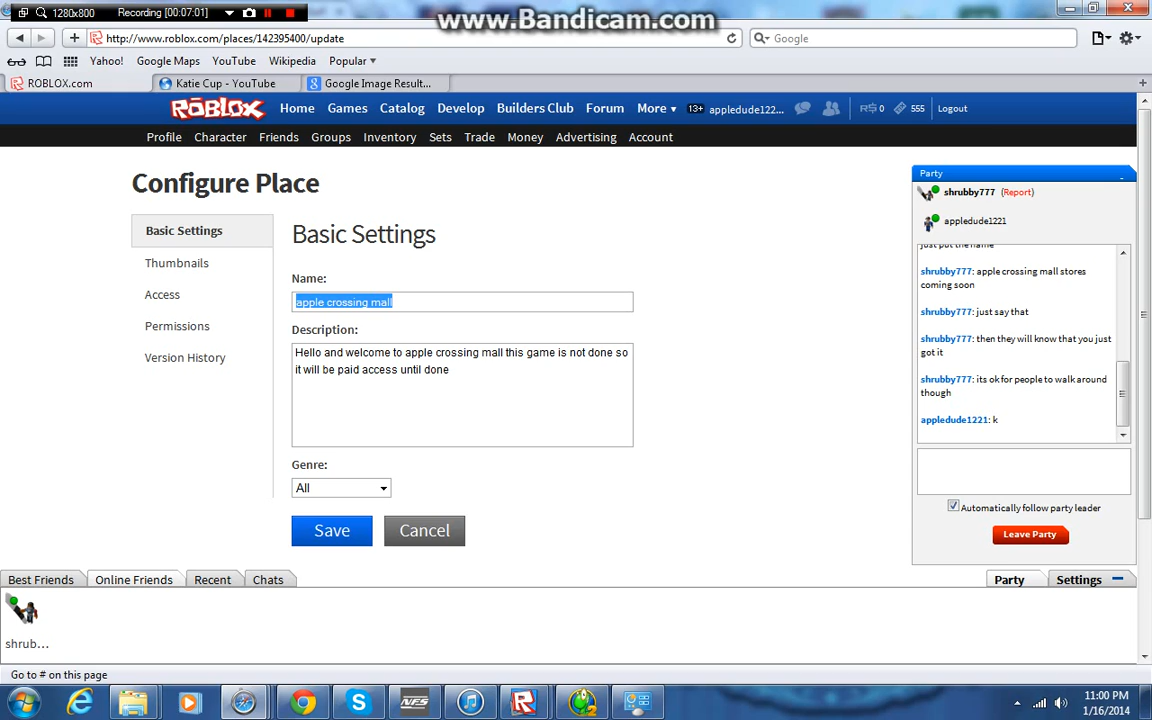 1280x800 Recording [00:07:01]
www.Bandicam.com
http://www.roblox.com/places/142395400/update
Google
Yahoo! Google Maps YouTube Wikipedia Popular
ROBLOX.com Katie Cup - YouTube Google Image Result...
ROBLOX Home Games Catalog Develop Builders Club Forum More 13+ appledude122... R$ 0 555 Logout
Profile Character Friends Groups Inventory Sets Trade Money Advertising Account
Configure Place
Basic Settings
Thumbnails
Access
Permissions
Version History
Basic Settings
Name:
apple crossing mall
Description:
Hello and welcome to apple crossing mall this game is not done so
it will be paid access until done
Genre:
All
Save Cancel
Party
shrubby777 (Report)
appledude1221
just put the name
shrubby777: apple crossing mall stores
coming soon
shrubby777: just say that
shrubby777: then they will know that you just
got it
shrubby777: its ok for people to walk around
though
appledude1221: k
Automatically follow party leader
Leave Party
Best Friends Online Friends Recent Chats Party Settings
shrub...
Go to # on this page
NFS
11:00 PM
1/16/2014